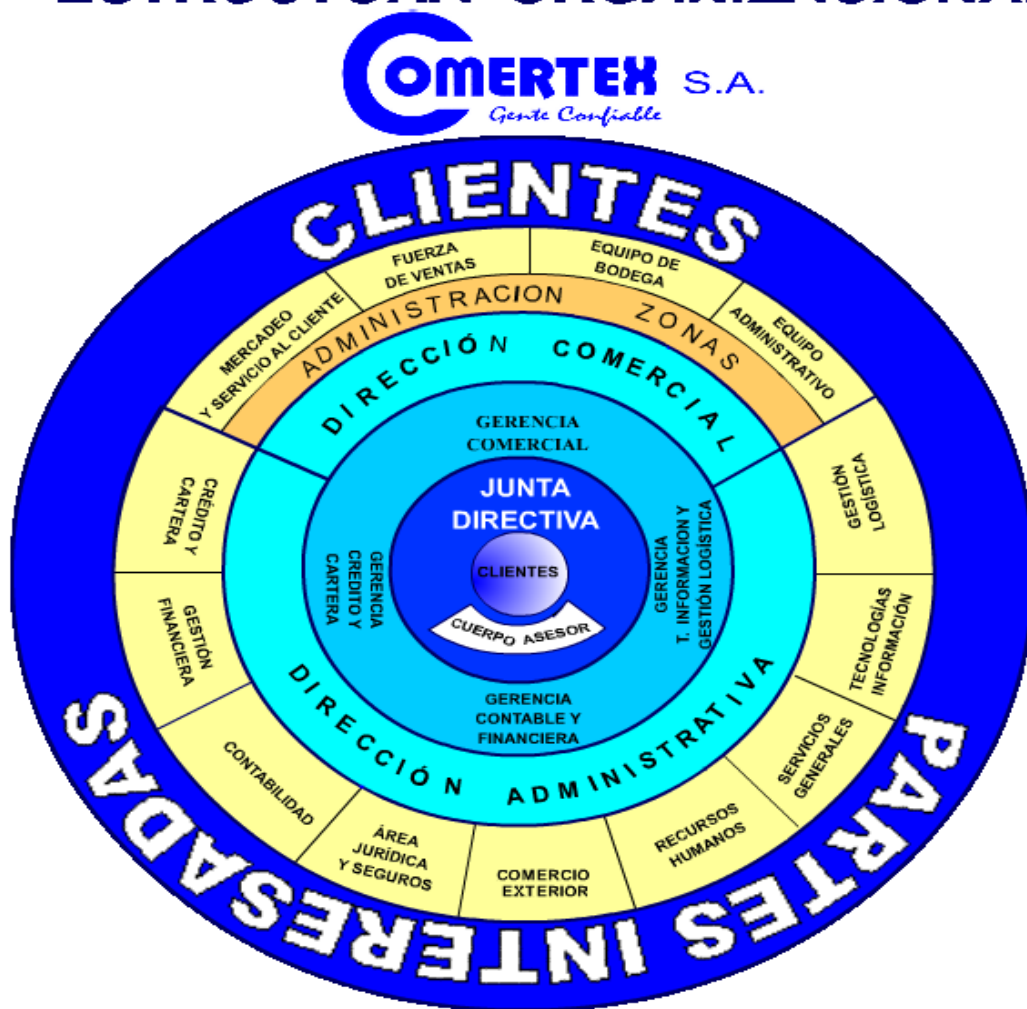 COMERTEX S.A.
Gente Confiable
CLIENTES
FUERZA
DE VENTAS
EQUIPO DE
BODEGA
MERCADEO
Y SERVICIO AL CLIENTE
EQUIPO
ADMINISTRATIVO
ADMINISTRACION ZONAS
DIRECCIÓN COMERCIAL
GERENCIA
COMERCIAL
JUNTA
DIRECTIVA
CLIENTES
CUERPO ASESOR
GERENCIA
CREDITO Y
CARTERA
GERENCIA
T. INFORMACION Y
GESTIÓN LOGÍSTICA
GERENCIA
CONTABLE Y
FINANCIERA
DIRECCIÓN ADMINISTRATIVA
CRÉDITO Y
CARTERA
GESTIÓN
FINANCIERA
CONTABILIDAD
ÁREA
JURÍDICA
Y SEGUROS
COMERCIO
EXTERIOR
RECURSOS
HUMANOS
SERVICIOS
GENERALES
TECNOLOGÍAS
INFORMACIÓN
GESTIÓN
LOGÍSTICA
PARTES INTERESADAS